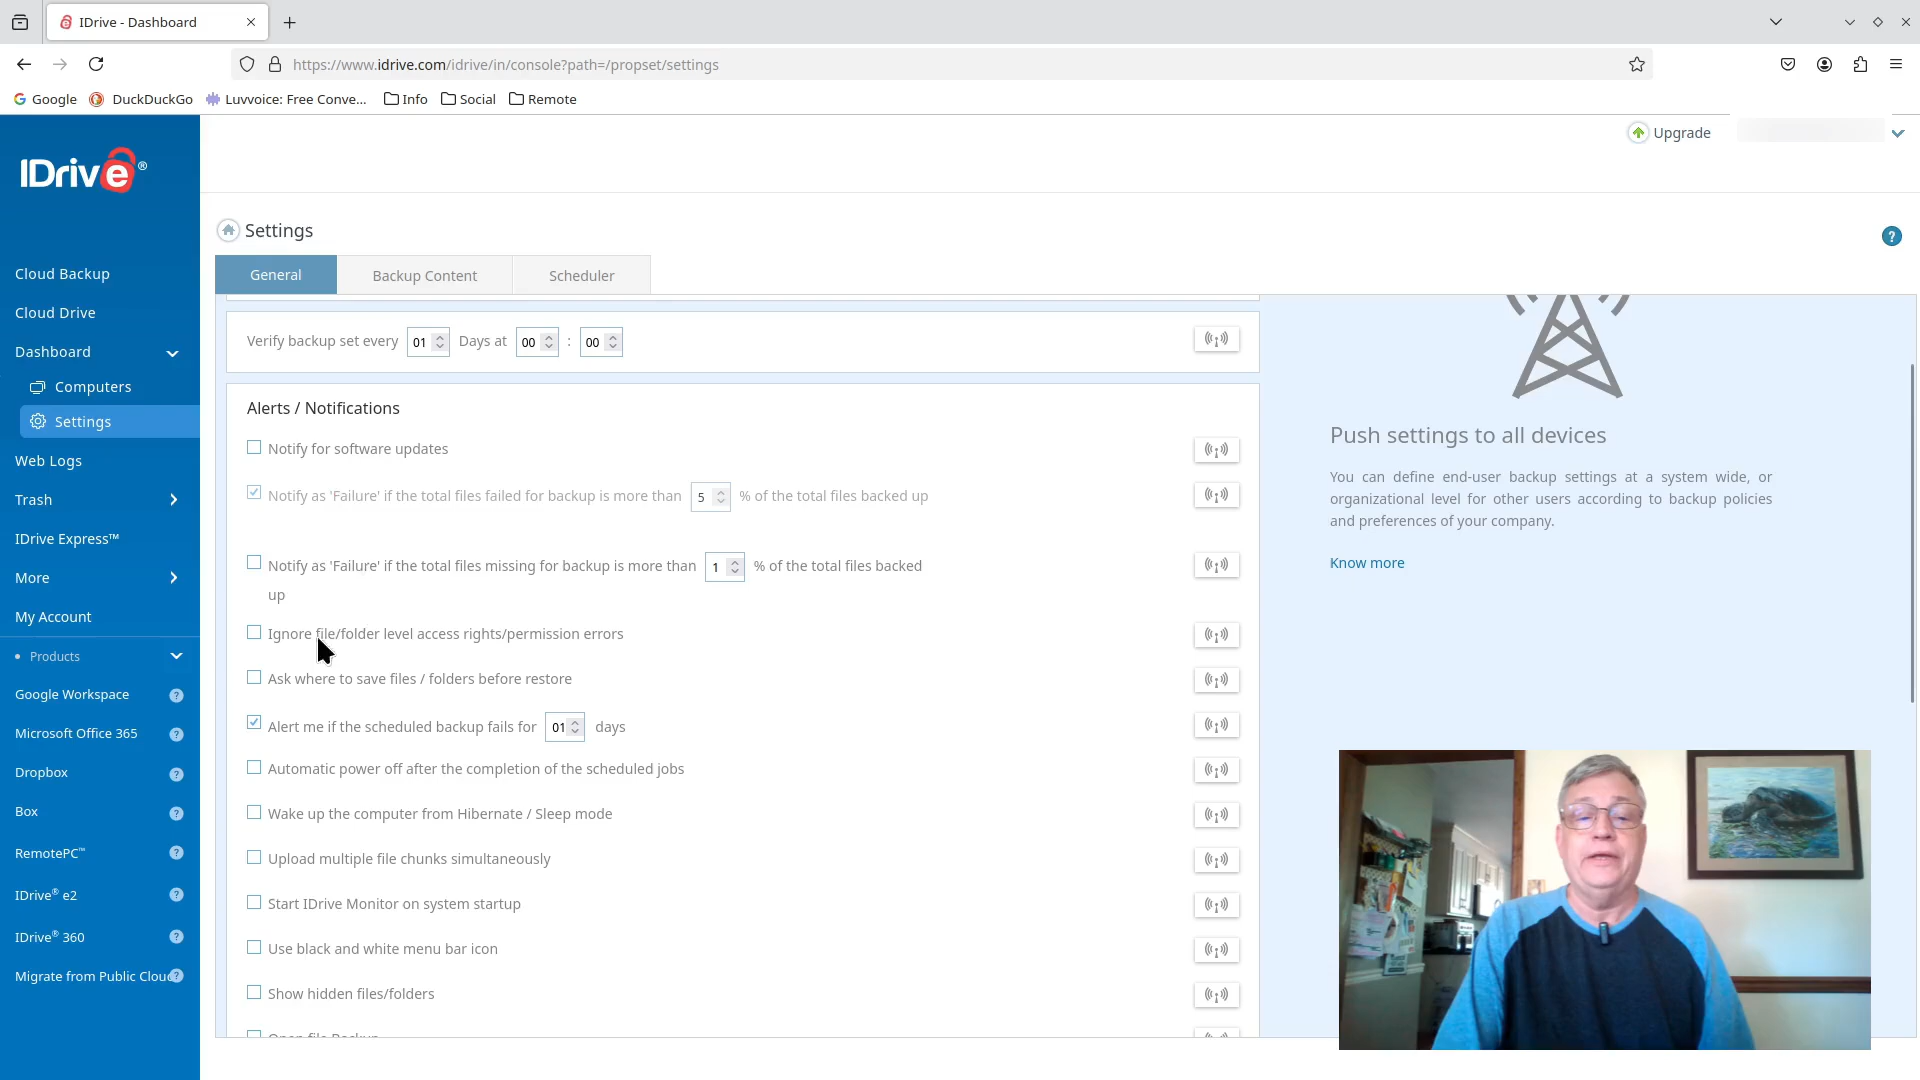 IDrive - Dashboard
https://www.idrive.com/idrive/in/console?path=/propset/settings
Google
DuckDuckGo
Luvvoice: Free Conve...
Info
Social
Remote
Upgrade
IDrive®
Settings
General
Backup Content
Scheduler
Cloud Backup
Cloud Drive
Dashboard
Computers
Settings
Web Logs
Trash
IDrive Express™
More
My Account
Products
Google Workspace
Microsoft Office 365
Dropbox
Box
RemotePC™
IDrive® e2
IDrive® 360
Migrate from Public Cloud
Verify backup set every 01 Days at 00 : 00
Alerts / Notifications
Notify for software updates
Notify as 'Failure' if the total files failed for backup is more than 5 % of the total files backed up
Notify as 'Failure' if the total files missing for backup is more than 1 % of the total files backed
up
Ignore file/folder level access rights/permission errors
Ask where to save files / folders before restore
Alert me if the scheduled backup fails for 01 days
Automatic power off after the completion of the scheduled jobs
Wake up the computer from Hibernate / Sleep mode
Upload multiple file chunks simultaneously
Start IDrive Monitor on system startup
Use black and white menu bar icon
Show hidden files/folders
Open file Backup
Push settings to all devices
You can define end-user backup settings at a system wide, or
organizational level for other users according to backup policies
and preferences of your company.
Know more